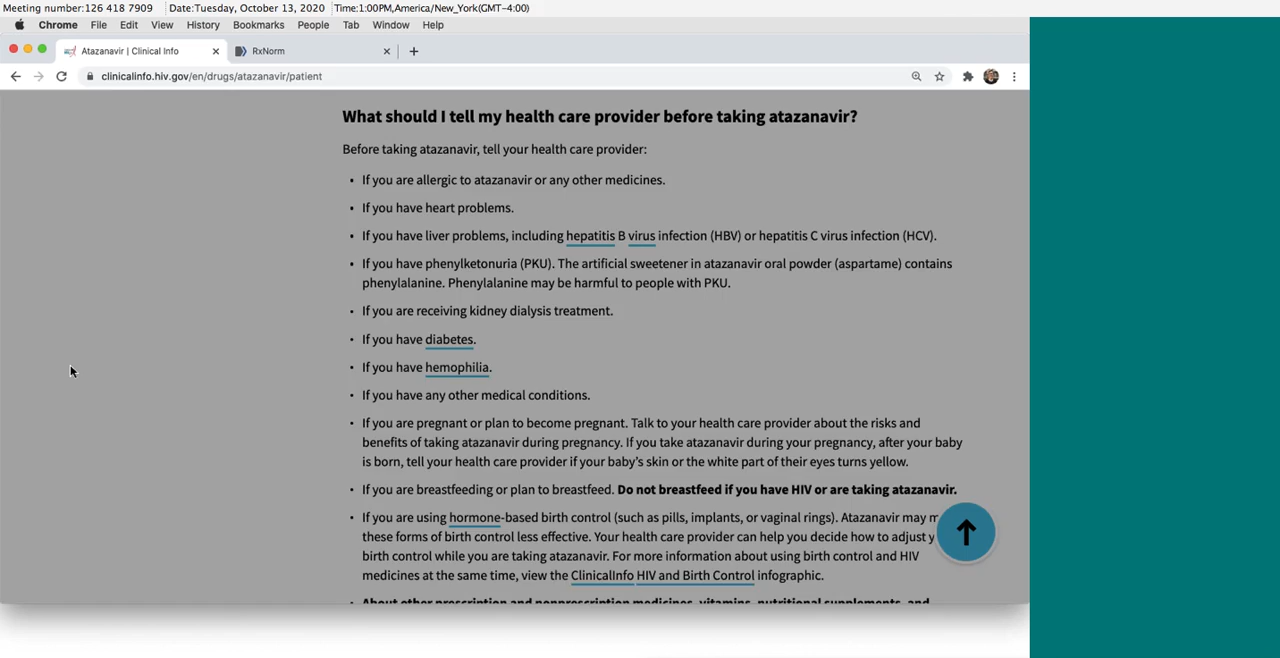 Meeting number:126 418 7909 Date:Tuesday, October 13, 2020 Time:1:00PM,America/New_York(GMT-4:00)
Chrome File Edit View History Bookmarks People Tab Window Help
Atazanavir | Clinical Info RxNorm
clinicalinfo.hiv.gov/en/drugs/atazanavir/patient
What should I tell my health care provider before taking atazanavir?
Before taking atazanavir, tell your health care provider:
• If you are allergic to atazanavir or any other medicines.
• If you have heart problems.
• If you have liver problems, including hepatitis B virus infection (HBV) or hepatitis C virus infection (HCV).
• If you have phenylketonuria (PKU). The artificial sweetener in atazanavir oral powder (aspartame) contains
phenylalanine. Phenylalanine may be harmful to people with PKU.
• If you are receiving kidney dialysis treatment.
• If you have diabetes.
• If you have hemophilia.
• If you have any other medical conditions.
• If you are pregnant or plan to become pregnant. Talk to your health care provider about the risks and
benefits of taking atazanavir during pregnancy. If you take atazanavir during your pregnancy, after your baby
is born, tell your health care provider if your baby's skin or the white part of their eyes turns yellow.
• If you are breastfeeding or plan to breastfeed. Do not breastfeed if you have HIV or are taking atazanavir.
• If you are using hormone-based birth control (such as pills, implants, or vaginal rings). Atazanavir may
these forms of birth control less effective. Your health care provider can help you decide how to adjust
birth control while you are taking atazanavir. For more information about using birth control and HIV
medicines at the same time, view the ClinicalInfo HIV and Birth Control infographic.
About other prescription and nonprescription medicines, vitamins, nutritional supplements, and